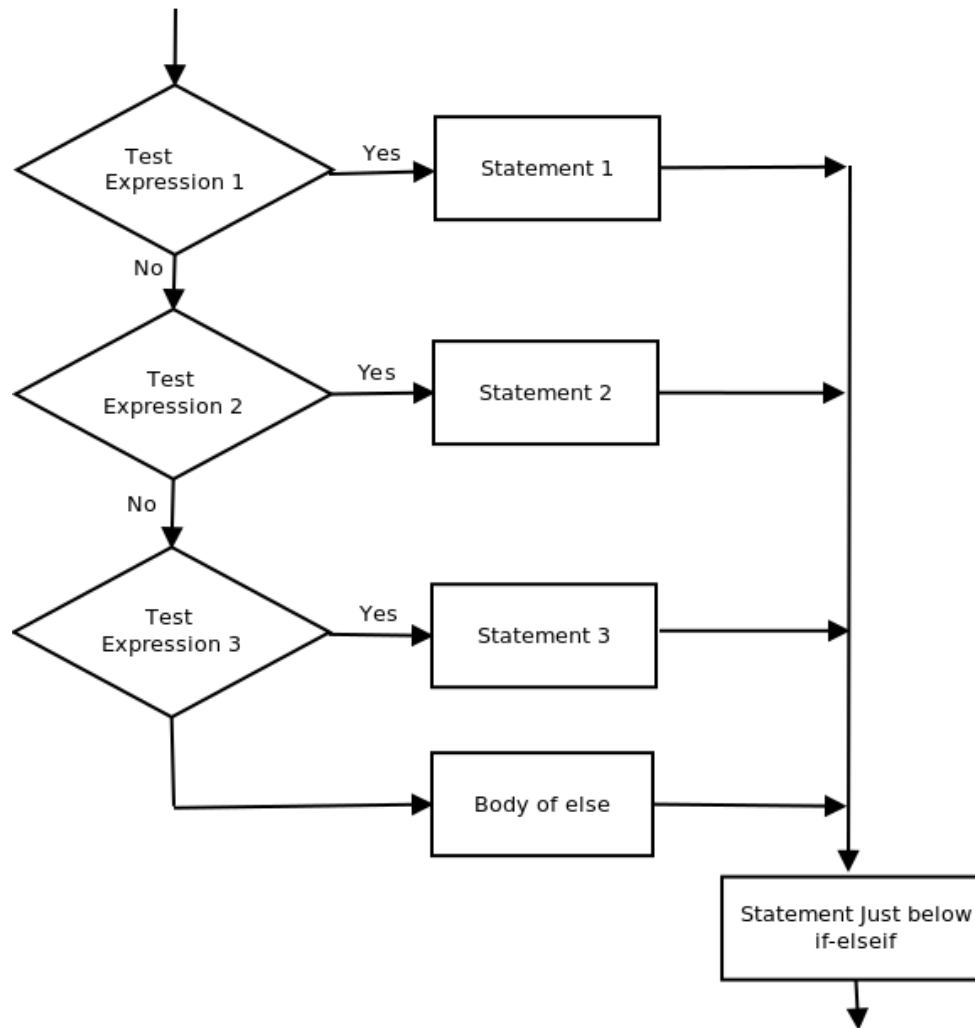 Test
Expression 1
Yes
Statement 1
No
Test
Expression 2
Yes
Statement 2
No
Test
Expression 3
Yes
Statement 3
Body of else
Statement Just below
if-elseif